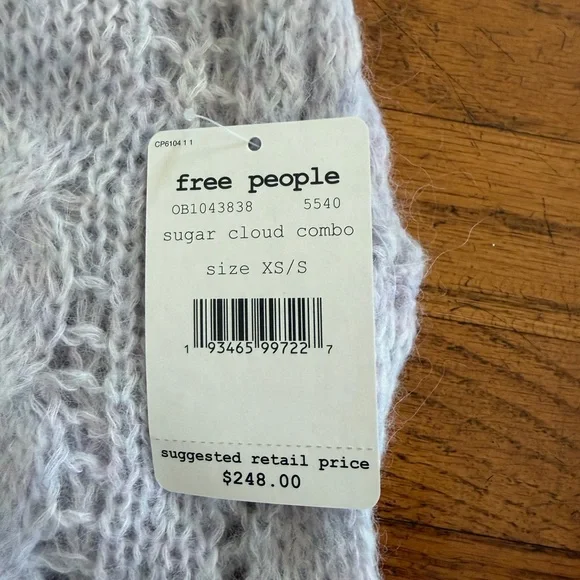 CP6104 1 1
free people
OB1043838 5540
sugar cloud combo
size XS/S
1 93465 99722 7
suggested retail price
$248.00